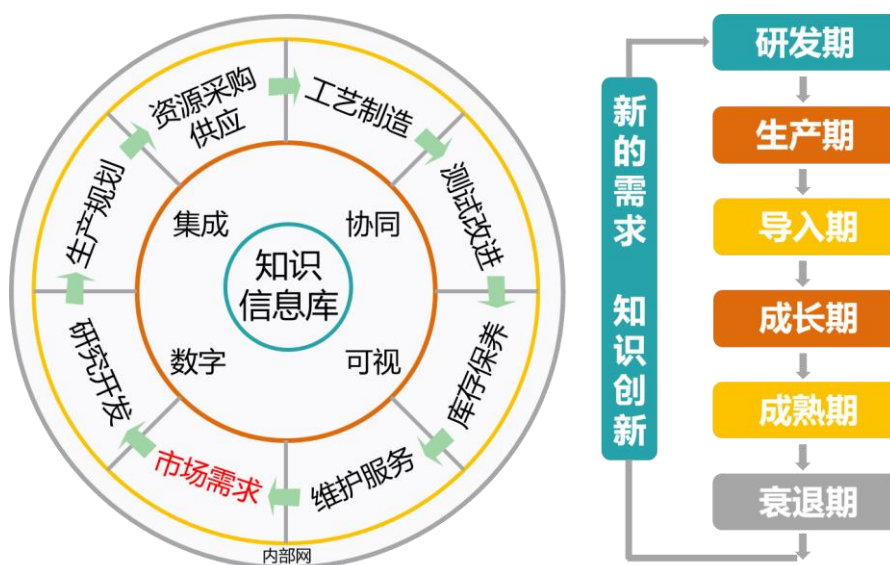 资源采购
供应
工艺制造
测试改进
库存保养
维护服务
市场需求
研究开发
生产规划
集成
协同
数字
可视
知识
信息库
内部网
新的需求 知识创新
研发期
生产期
导入期
成长期
成熟期
衰退期